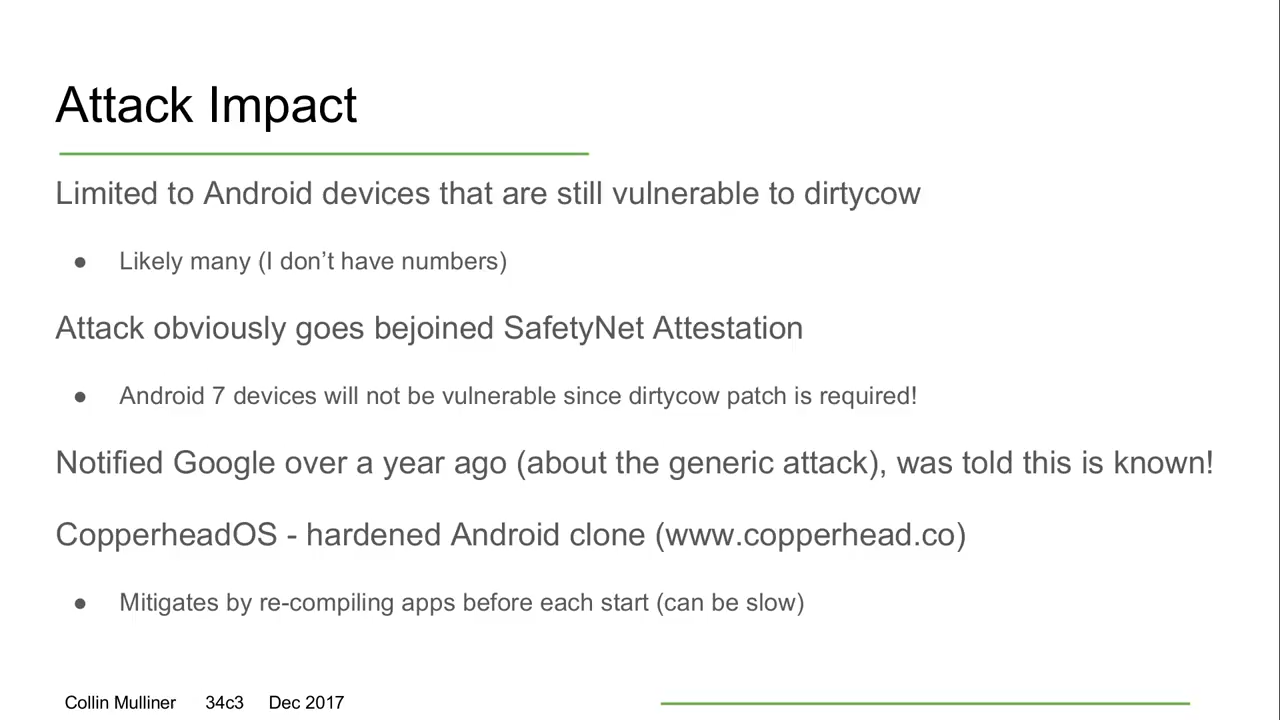 Attack Impact
Limited to Android devices that are still vulnerable to dirtycow
● Likely many (I don’t have numbers)
Attack obviously goes bejoined SafetyNet Attestation
● Android 7 devices will not be vulnerable since dirtycow patch is required!
Notified Google over a year ago (about the generic attack), was told this is known!
CopperheadOS - hardened Android clone (www.copperhead.co)
● Mitigates by re-compiling apps before each start (can be slow)
Collin Mulliner 34c3 Dec 2017